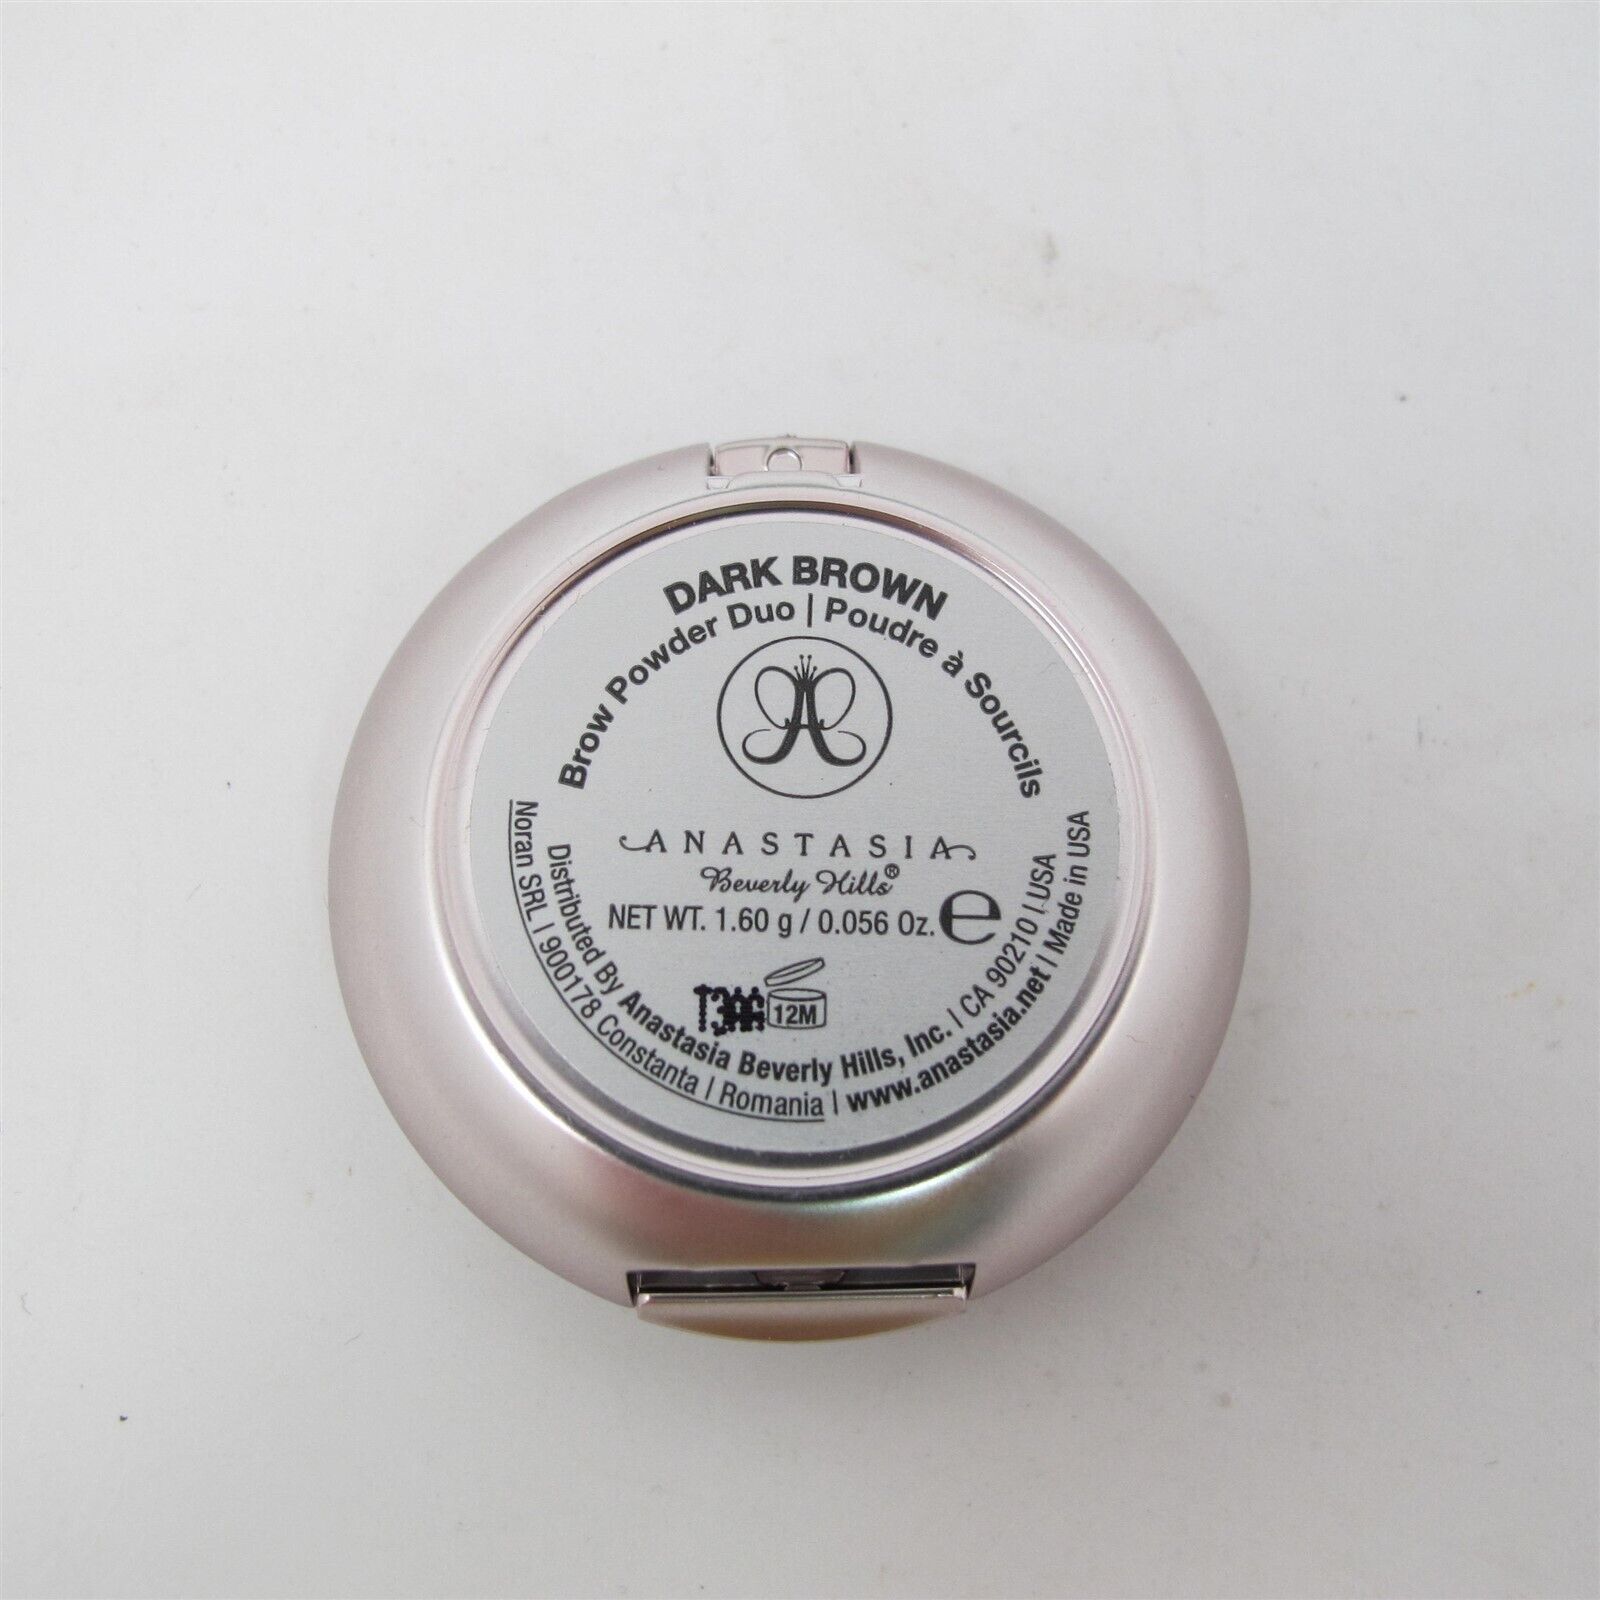 DARK BROWN
Brow Powder Duo | Poudre à Sourcils
A
ANASTASIA
Beverly Hills®
NET WT. 1.60 g / 0.056 Oz. e
12M
Distributed By Anastasia Beverly Hills, Inc. | CA 90210 | USA
Noran SRL | 900178 Constanta | Romania | www.anastasia.net | Made in USA